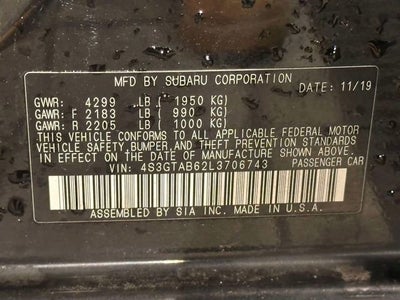 MFD BY SUBARU CORPORATION
DATE: 11/19
GVWR: 4299 LB ( 1950 KG)
GAWR: F 2183 LB ( 990 KG)
GAWR: R 2205 LB ( 1000 KG)
THIS VEHICLE CONFORMS TO ALL APPLICABLE FEDERAL MOTOR
VEHICLE SAFETY,BUMPER,AND THEFT PREVENTION STANDARDS
IN EFFECT ON THE DATE OF MANUFACTURE SHOWN ABOVE.
VIN: 4S3GTAB62L3706743 PASSENGER CAR
ASSEMBLED BY SIA INC. MADE IN U.S.A.